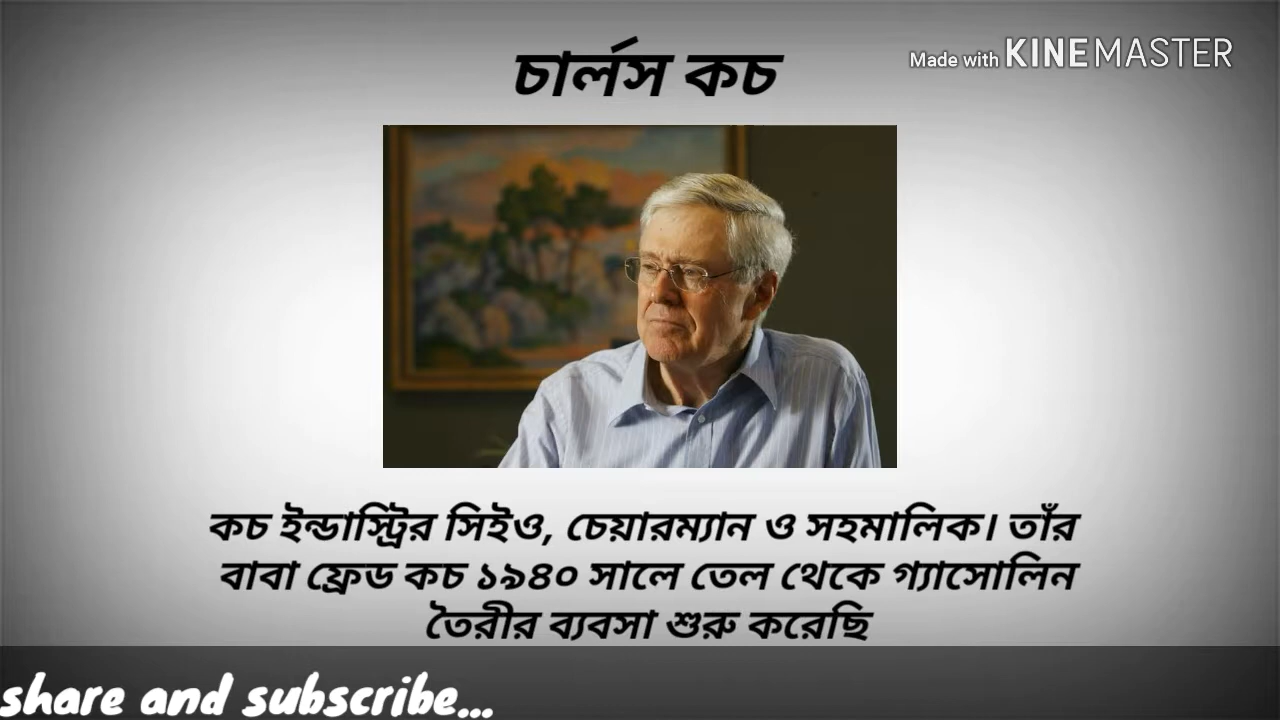 চার্লস কচ
Made with KINEMASTER
কচ ইন্ডাস্ট্রির সিইও, চেয়ারম্যান ও সহমালিক। তাঁর
বাবা ফ্রেড কচ ১৯৪০ সালে তেল থেকে গ্যাসোলিন
তৈরীর ব্যবসা শুরু করেছি
share and subscribe...